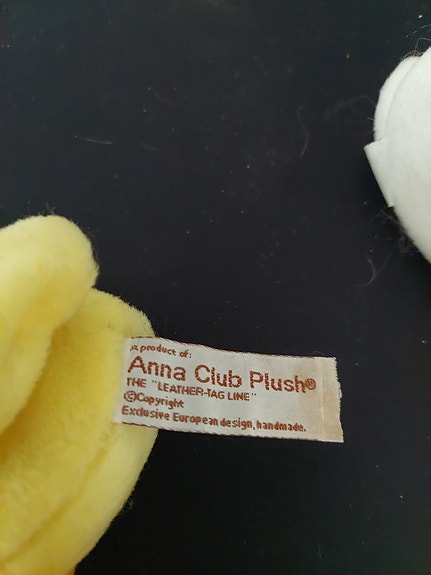 A product of:
Anna Club Plush®
THE "LEATHER-TAG LINE"
©Copyright
Exclusive European design, handmade.